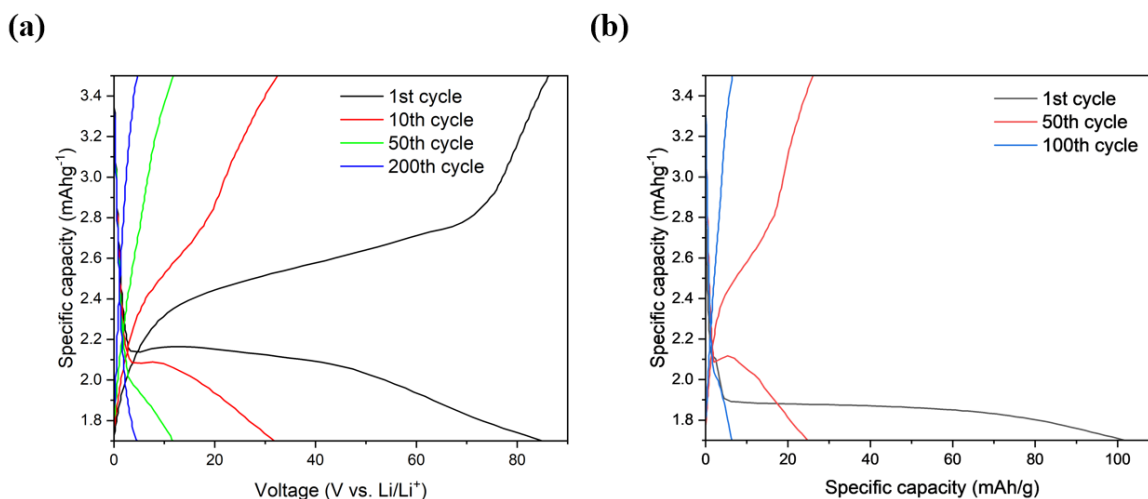 (a)
(b)
3.4
3.2
3.0
2.8
2.6
2.4
2.2
2.0
1.8
Specific capacity (mAhg⁻¹)
1st cycle
10th cycle
50th cycle
200th cycle
0
20
40
60
80
Voltage (V vs. Li/Li⁺)
3.4
3.2
3.0
2.8
2.6
2.4
2.2
2.0
1.8
Specific capacity (mAhg⁻¹)
1st cycle
50th cycle
100th cycle
0
20
40
60
80
100
Specific capacity (mAh/g)